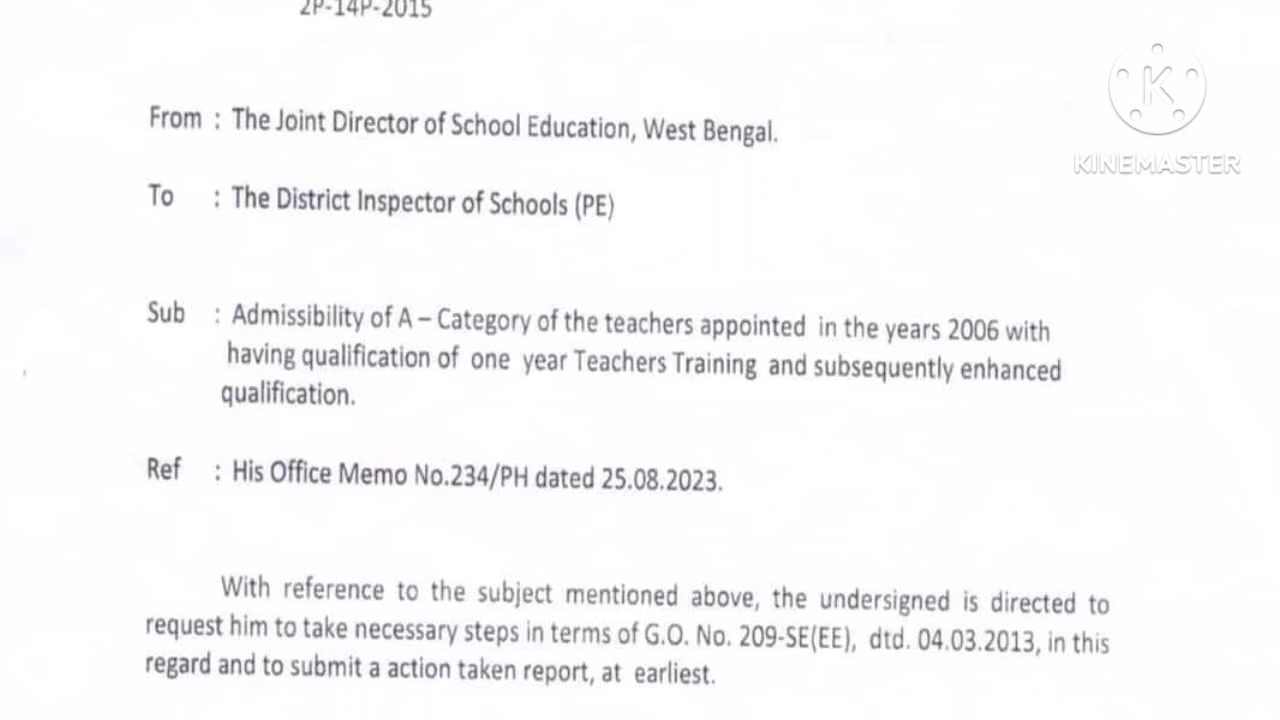 2P-14P-2015
KINEMASTER
From : The Joint Director of School Education, West Bengal.
To : The District Inspector of Schools (PE)
Sub : Admissibility of A – Category of the teachers appointed in the years 2006 with
having qualification of one year Teachers Training and subsequently enhanced
qualification.
Ref : His Office Memo No.234/PH dated 25.08.2023.
With reference to the subject mentioned above, the undersigned is directed to
request him to take necessary steps in terms of G.O. No. 209-SE(EE), dtd. 04.03.2013, in this
regard and to submit a action taken report, at earliest.